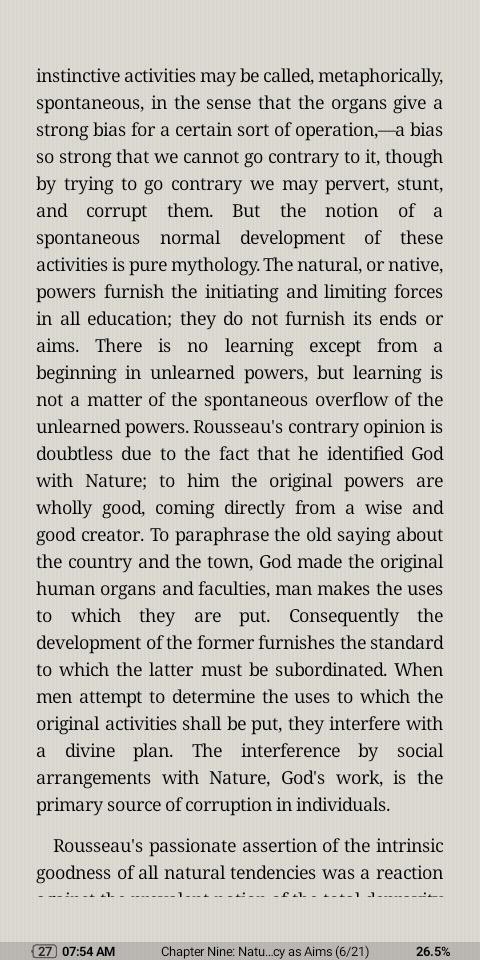 instinctive activities may be called, metaphorically,
spontaneous, in the sense that the organs give a
strong bias for a certain sort of operation,—a bias
so strong that we cannot go contrary to it, though
by trying to go contrary we may pervert, stunt,
and corrupt them. But the notion of a
spontaneous normal development of these
activities is pure mythology. The natural, or native,
powers furnish the initiating and limiting forces
in all education; they do not furnish its ends or
aims. There is no learning except from a
beginning in unlearned powers, but learning is
not a matter of the spontaneous overflow of the
unlearned powers. Rousseau's contrary opinion is
doubtless due to the fact that he identified God
with Nature; to him the original powers are
wholly good, coming directly from a wise and
good creator. To paraphrase the old saying about
the country and the town, God made the original
human organs and faculties, man makes the uses
to which they are put. Consequently the
development of the former furnishes the standard
to which the latter must be subordinated. When
men attempt to determine the uses to which the
original activities shall be put, they interfere with
a divine plan. The interference by social
arrangements with Nature, God's work, is the
primary source of corruption in individuals.
Rousseau's passionate assertion of the intrinsic
goodness of all natural tendencies was a reaction
27 07:54 AM Chapter Nine: Natu...cy as Aims (6/21) 26.5%